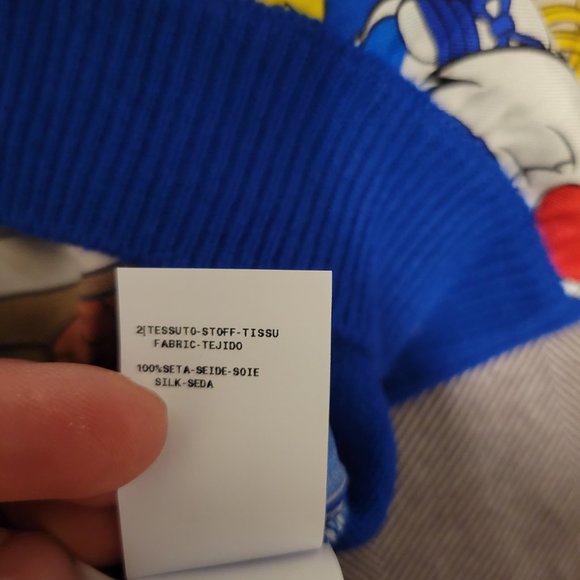 2)TESSUTO-STOFF-TISSU
FABRIC-TEJIDO
100%SETA-SEIDE-SOIE
SILK-SEDA